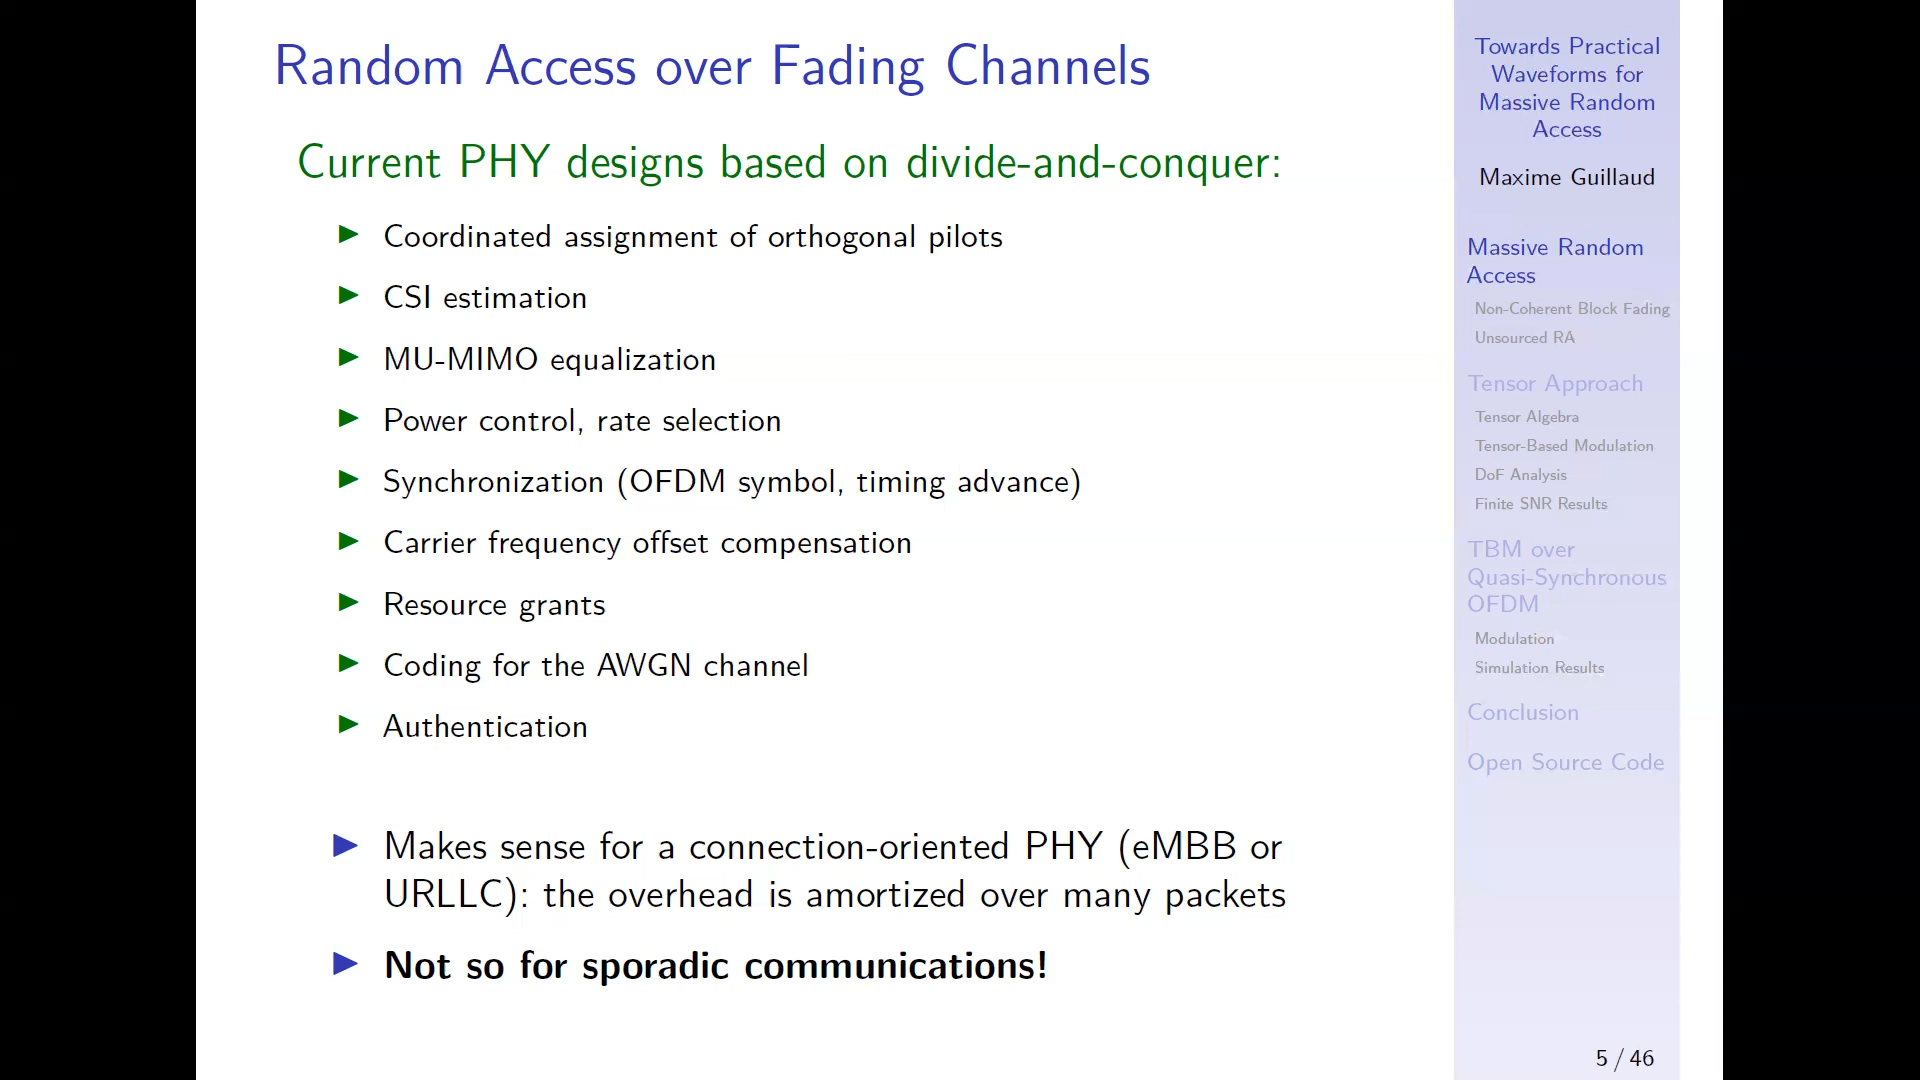 Random Access over Fading Channels
Current PHY designs based on divide-and-conquer:
Coordinated assignment of orthogonal pilots
CSI estimation
MU-MIMO equalization
Power control, rate selection
Synchronization (OFDM symbol, timing advance)
Carrier frequency offset compensation
Resource grants
Coding for the AWGN channel
Authentication
Makes sense for a connection-oriented PHY (eMBB or
URLLC): the overhead is amortized over many packets
Not so for sporadic communications!
Towards Practical
Waveforms for
Massive Random
Access
Maxime Guillaud
Massive Random
Access
Non-Coherent Block Fading
Unsourced RA
Tensor Approach
Tensor Algebra
Tensor-Based Modulation
DoF Analysis
Finite SNR Results
TBM over
Quasi-Synchronous
OFDM
Modulation
Simulation Results
Conclusion
Open Source Code
5 / 46